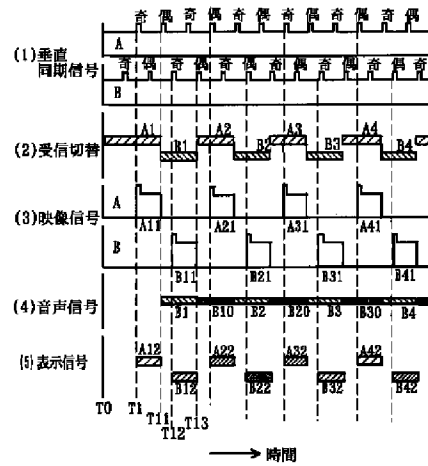 奇 偶 奇 偶 奇 偶 奇 偶 奇 偶 奇
A
(1)垂直
同期信号
奇 偶 奇 偶 奇 偶 奇 偶 奇 偶 奇 偶
B
A1 A2 A3 A4
(2)受信切替
B1 B2 B3 B4
A
(3)映像信号
A11 A21 A31 A41
B
B11 B21 B31 B41
(4)音声信号
B1 B10 B2 B20 B3 B30 B4
A12 A22 A32 A42
(5)表示信号
B12 B22 B32 B42
T0 T1 T11 T13
T12
時間